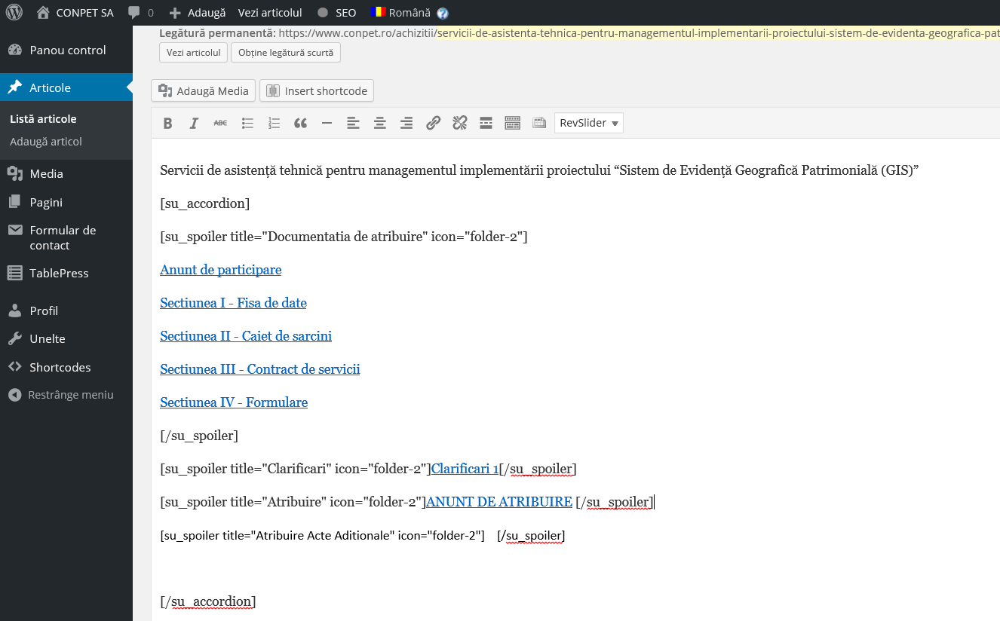 CONPET SA 0 Adaugă Vezi articolul SEO Română
Panou control
Articole
Listă articole
Adaugă articol
Media
Pagini
Formular de
contact
TablePress
Profil
Unelte
Shortcodes
Restrânge meniu
Legătură permanentă: https://www.conpet.ro/achizitii/servicii-de-asistenta-tehnica-pentru-managementul-implementarii-proiectului-sistem-de-evidenta-geografica-pat
Vezi articolul Obține legătură scurtă
Adaugă Media Insert shortcode
B I ABC RevSlider
Servicii de asistență tehnică pentru managementul implementării proiectului “Sistem de Evidență Geografică Patrimonială (GIS)”
[su_accordion]
[su_spoiler title="Documentatia de atribuire" icon="folder-2"]
Anunt de participare
Sectiunea I - Fisa de date
Sectiunea II - Caiet de sarcini
Sectiunea III - Contract de servicii
Sectiunea IV - Formulare
[/su_spoiler]
[su_spoiler title="Clarificari" icon="folder-2"]Clarificari 1[/su_spoiler]
[su_spoiler title="Atribuire" icon="folder-2"]ANUNT DE ATRIBUIRE [/su_spoiler]
[su_spoiler title="Atribuire Acte Aditionale" icon="folder-2"] [/su_spoiler]
[/su_accordion]